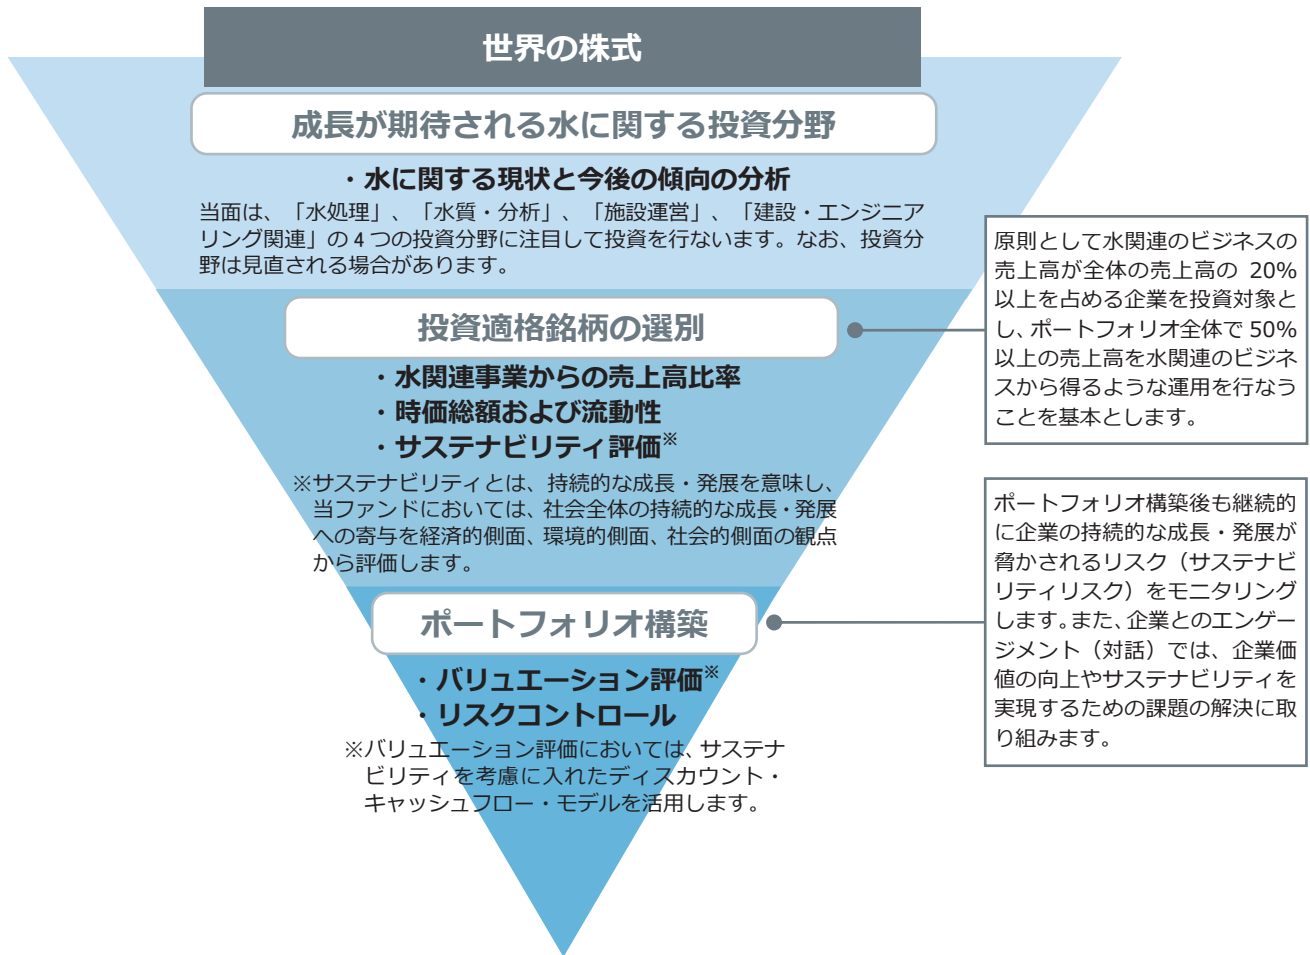 世界の株式
成長が期待される水に関する投資分野
・水に関する現状と今後の傾向の分析
当面は、「水処理」、「水質・分析」、「施設運営」、「建設・エンジニア
リング関連」の4つの投資分野に注目して投資を行ないます。なお、投資分
野は見直される場合があります。
投資適格銘柄の選別
・水関連事業からの売上高比率
・時価総額および流動性
・サステナビリティ評価※
※サステナビリティとは、持続的な成長・発展を意味し、
当ファンドにおいては、社会全体の持続的な成長・発展
への寄与を経済的側面、環境的側面、社会的側面の観点
から評価します。
原則として水関連のビジネスの
売上高が全体の売上高の 20%
以上を占める企業を投資対象と
し、ポートフォリオ全体で 50%
以上の売上高を水関連のビジネ
スから得るような運用を行なう
ことを基本とします。
ポートフォリオ構築
・バリュエーション評価※
・リスクコントロール
※バリュエーション評価においては、サステナ
ビリティを考慮に入れたディスカウント・
キャッシュフロー・モデルを活用します。
ポートフォリオ構築後も継続的
に企業の持続的な成長・発展が
脅かされるリスク（サステナビ
リティリスク）をモニタリング
します。また、企業とのエンゲー
ジメント（対話）では、企業価
値の向上やサステナビリティを
実現するための課題の解決に取
り組みます。